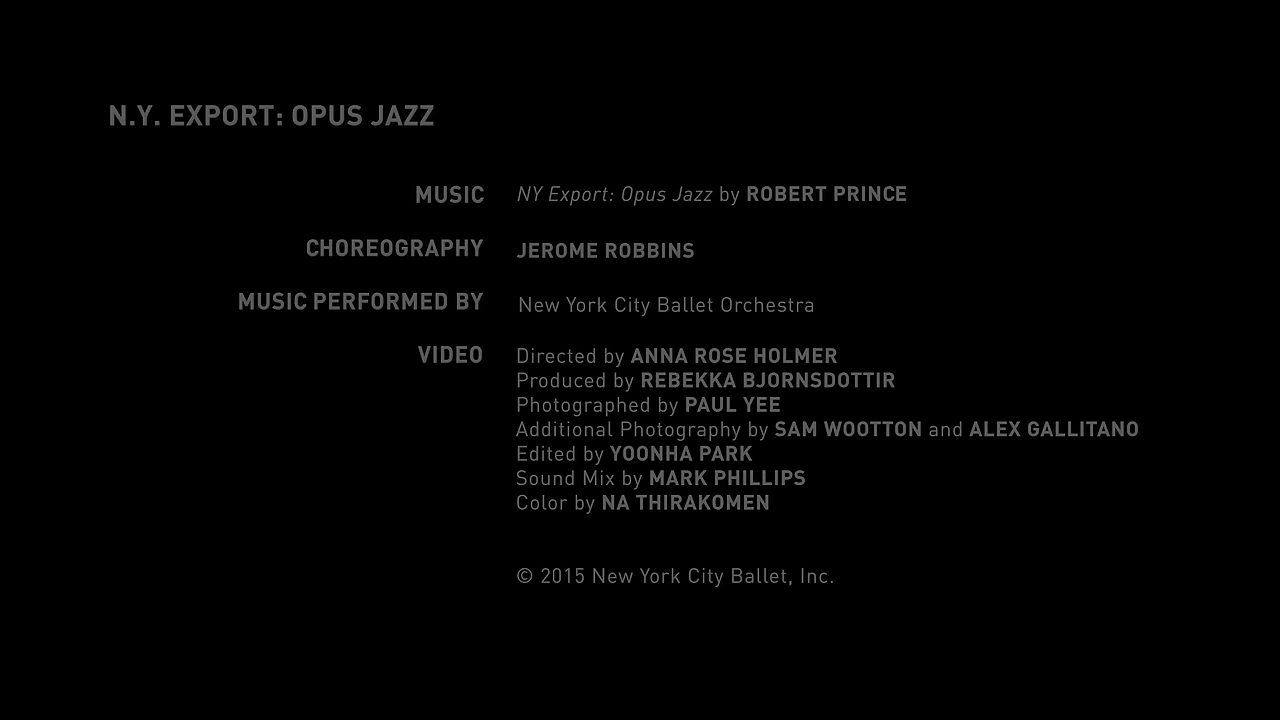 N.Y. EXPORT: OPUS JAZZ
MUSIC NY Export: Opus Jazz by ROBERT PRINCE
CHOREOGRAPHY JEROME ROBBINS
MUSIC PERFORMED BY New York City Ballet Orchestra
VIDEO Directed by ANNA ROSE HOLMER
Produced by REBEKKA BJORNSDOTTIR
Photographed by PAUL YEE
Additional Photography by SAM WOOTTON and ALEX GALLITANO
Edited by YOONHA PARK
Sound Mix by MARK PHILLIPS
Color by NA THIRAKOMEN
© 2015 New York City Ballet, Inc.